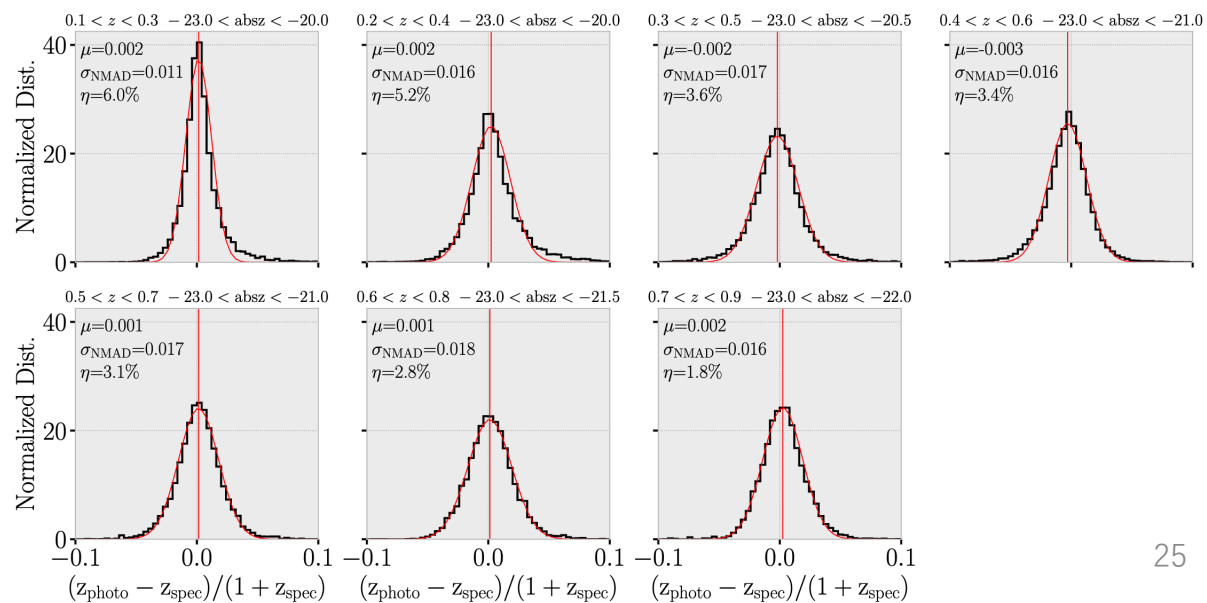 0.1 < z < 0.3 − 23.0 < absz < −20.0
0.2 < z < 0.4 − 23.0 < absz < −20.0
0.3 < z < 0.5 − 23.0 < absz < −20.5
0.4 < z < 0.6 − 23.0 < absz < −21.0
Normalized Dist.
40
20
0
μ=0.002
σNMAD=0.011
η=6.0%
μ=0.002
σNMAD=0.016
η=5.2%
μ=-0.002
σNMAD=0.017
η=3.6%
μ=-0.003
σNMAD=0.016
η=3.4%
0.5 < z < 0.7 − 23.0 < absz < −21.0
0.6 < z < 0.8 − 23.0 < absz < −21.5
0.7 < z < 0.9 − 23.0 < absz < −22.0
Normalized Dist.
40
20
0
μ=0.001
σNMAD=0.017
η=3.1%
μ=0.001
σNMAD=0.018
η=2.8%
μ=0.002
σNMAD=0.016
η=1.8%
−0.1 0.0 0.1
−0.1 0.0 0.1
−0.1 0.0 0.1
(zphoto − zspec)/(1 + zspec)
(zphoto − zspec)/(1 + zspec)
(zphoto − zspec)/(1 + zspec)
25